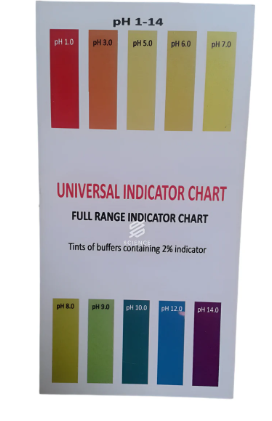 pH 1-14
pH 1.0 pH 3.0 pH 5.0 pH 6.0 pH 7.0
UNIVERSAL INDICATOR CHART
FULL RANGE INDICATOR CHART
SCIENCE
Tints of buffers containing 2% indicator
pH 8.0 pH 9.0 pH 10.0 pH 12.0 pH 14.0